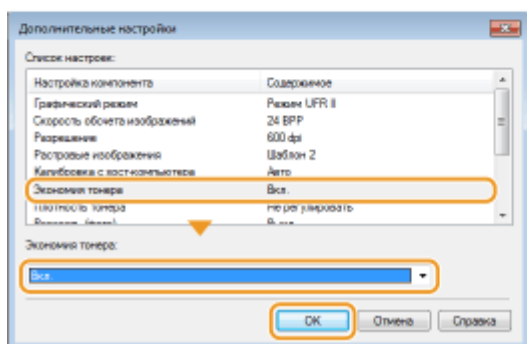 Дополнительные настройки
Список настроек:
Настройка компонента Содержимое
Графический режим Режим UFR II
Скорость обсчета изображений 24 BPP
Разрешение 600 dpi
Растровые изображения Шаблон 2
Калибровка с хост-компьютера Авто
Экономия тонера Вкл.
Плотность тонера Не регулировать
Экономия тонера:
Вкл.
OK Отмена Справка